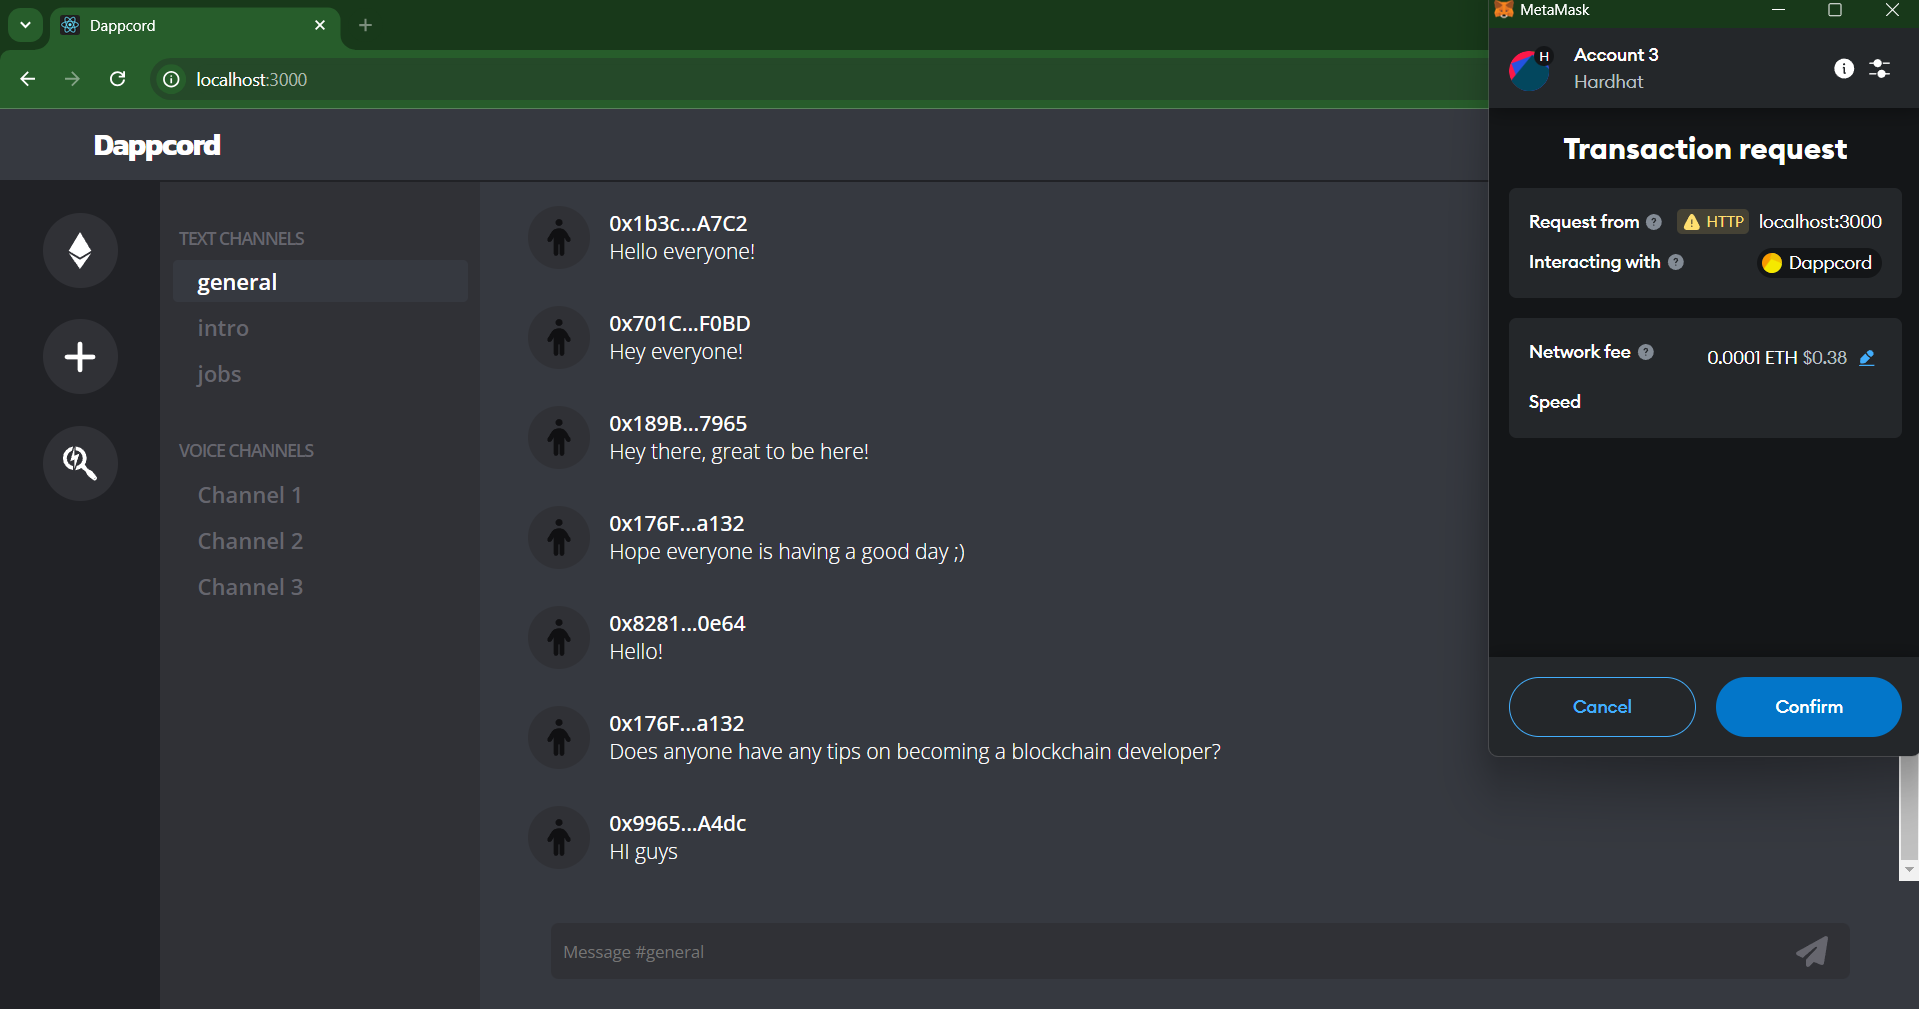 Dappcord
localhost:3000
Dappcord
TEXT CHANNELS
general
intro
jobs
VOICE CHANNELS
Channel 1
Channel 2
Channel 3
0x1b3c...A7C2
Hello everyone!
0x701C...F0BD
Hey everyone!
0x189B...7965
Hey there, great to be here!
0x176F...a132
Hope everyone is having a good day ;)
0x8281...0e64
Hello!
0x176F...a132
Does anyone have any tips on becoming a blockchain developer?
0x9965...A4dc
HI guys
Message #general
MetaMask
H
Account 3
Hardhat
Transaction request
Request from ? HTTP localhost:3000
Interacting with ? Dappcord
Network fee ? 0.0001 ETH $0.38
Speed
Cancel
Confirm